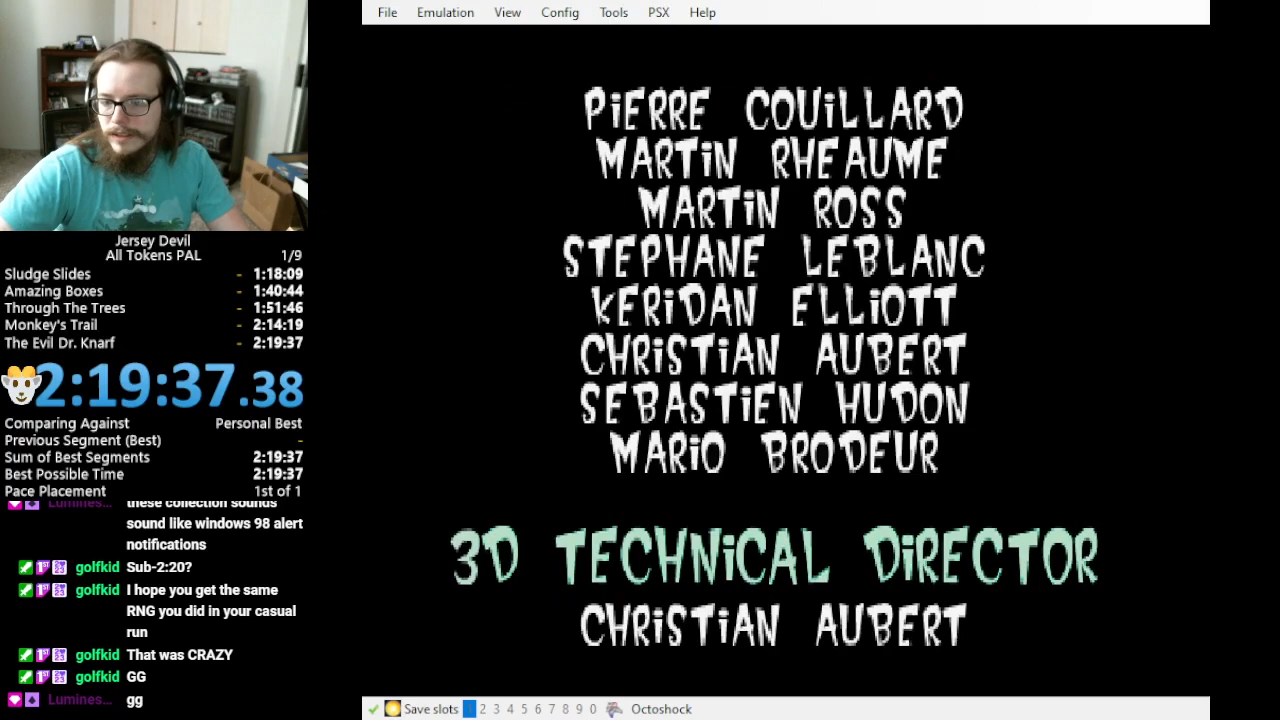 File Emulation View Config Tools PSX Help
PiERRE COUiLLARD
MARTiN RHEAUME
MARTiN ROSS
STEPHANE LEBLANC
KERiDAN ELLiOTT
CHRiSTiAN AUBERT
SEBASTiEN HUDON
MARiO BRODEUR
3D TECHNiCAL DiRECTOR
CHRiSTiAN AUBERT
Jersey Devil
All Tokens PAL 1/9
Sludge Slides - 1:18:09
Amazing Boxes - 1:40:44
Through The Trees - 1:51:46
Monkey's Trail - 2:14:19
The Evil Dr. Knarf - 2:19:37
2:19:37.38
Comparing Against Personal Best
Previous Segment (Best) -
Sum of Best Segments 2:19:37
Best Possible Time 2:19:37
Pace Placement 1st of 1
Lumines... these collection sounds
sound like windows 98 alert
notifications
golfkid Sub-2:20?
golfkid I hope you get the same
RNG you did in your casual
run
golfkid That was CRAZY
golfkid GG
Lumines... gg
Save slots 1 2 3 4 5 6 7 8 9 0 Octoshock